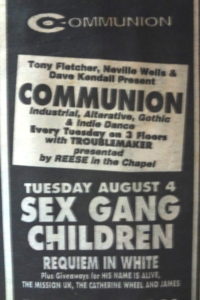 COMMUNION
Tony Fletcher, Neville Wells &
Dave Kendall Present
COMMUNION
Industrial, Alterative, Gothic
& Indie Dance
Every Tuesday on 3 Floors
with TROUBLEMAKER
presented
by REESE in the Chapel
TUESDAY AUGUST 4
SEX GANG
CHILDREN
REQUIEM IN WHITE
Plus Giveaways for HIS NAME IS ALIVE,
THE MISSION UK, THE CATHERINE WHEEL AND JAMES